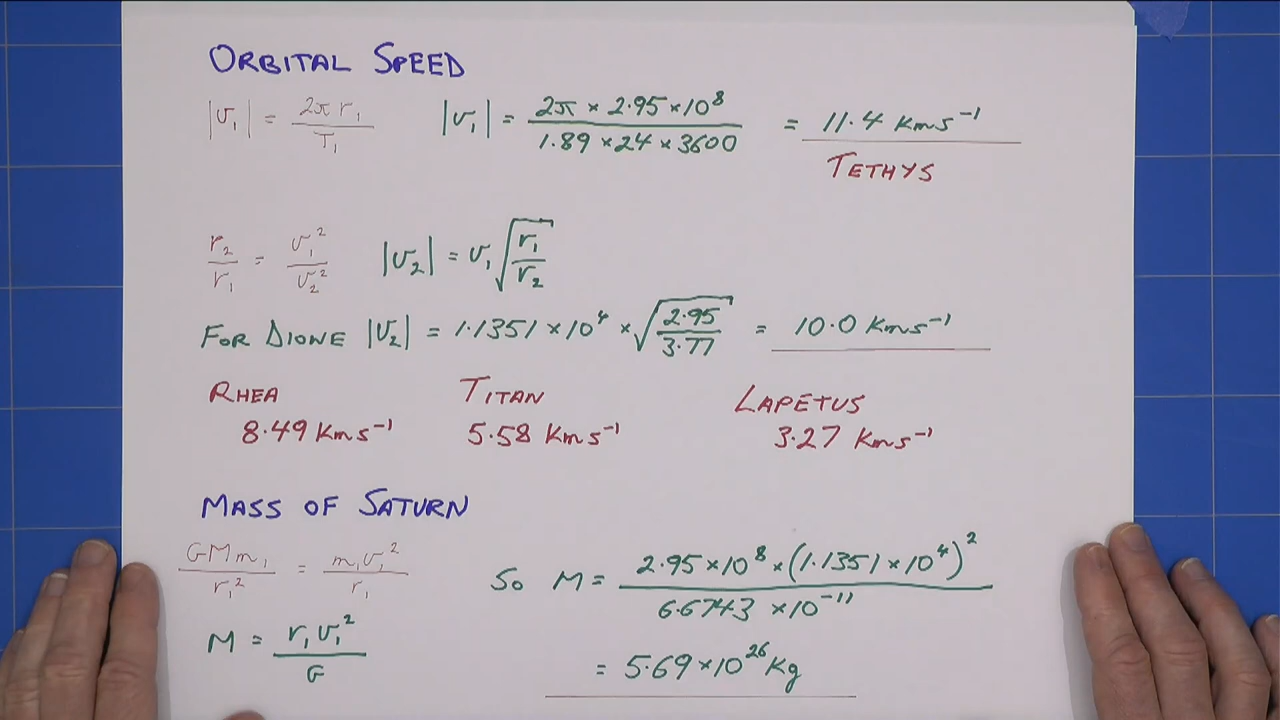 ORBITAL SPEED
|v₁| = 2π r₁ / T₁   |v₁| = 2π × 2.95 × 10⁸ / 1.89 × 24 × 3600 = 11.4 Kms⁻¹
TETHYS
r₂ / r₁ = v₁² / v₂²   |v₂| = v₁ √(r₁ / r₂)
FOR DIONE |V₂| = 1.1351 × 10⁴ × √(2.95 / 3.77) = 10.0 Kms⁻¹
RHEA   TITAN   LAPETUS
8.49 Kms⁻¹   5.58 Kms⁻¹   3.27 Kms⁻¹
MASS OF SATURN
GMm₁ / r₁² = m₁v₁² / r₁   So M = 2.95 × 10⁸ × (1.1351 × 10⁴)² / 6.6743 × 10⁻¹¹
M = r₁ v₁² / G   = 5.69 × 10²⁶ Kg